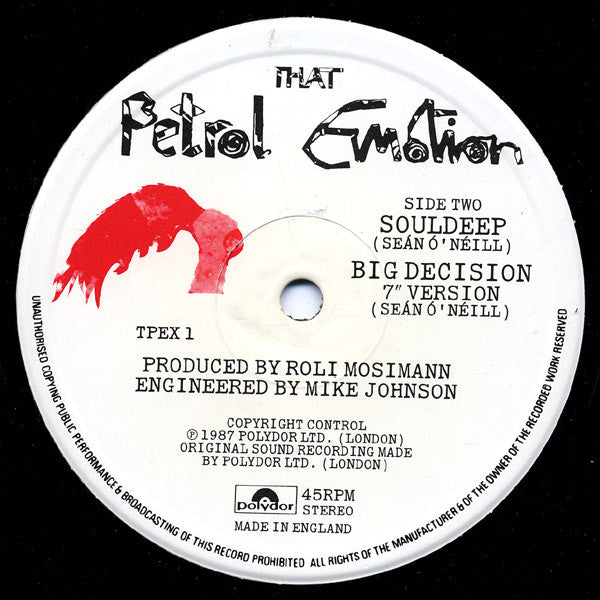 THAT
Petrol Emotion
SIDE TWO
SOULDEEP
(SEÁN Ó'NÉILL)
BIG DECISION
7" VERSION
(SEÁN Ó'NÉILL)
TPEX 1
PRODUCED BY ROLI MOSIMANN
ENGINEERED BY MIKE JOHNSON
COPYRIGHT CONTROL
℗ 1987 POLYDOR LTD. (LONDON)
ORIGINAL SOUND RECORDING MADE
BY POLYDOR LTD. (LONDON)
polydor
45RPM
STEREO
MADE IN ENGLAND
UNAUTHORISED COPYING PUBLIC PERFORMANCE & BROADCASTING OF THIS RECORD PROHIBITED ALL RIGHTS OF THE MANUFACTURER & OF THE OWNER OF THE RECORDED WORK RESERVED